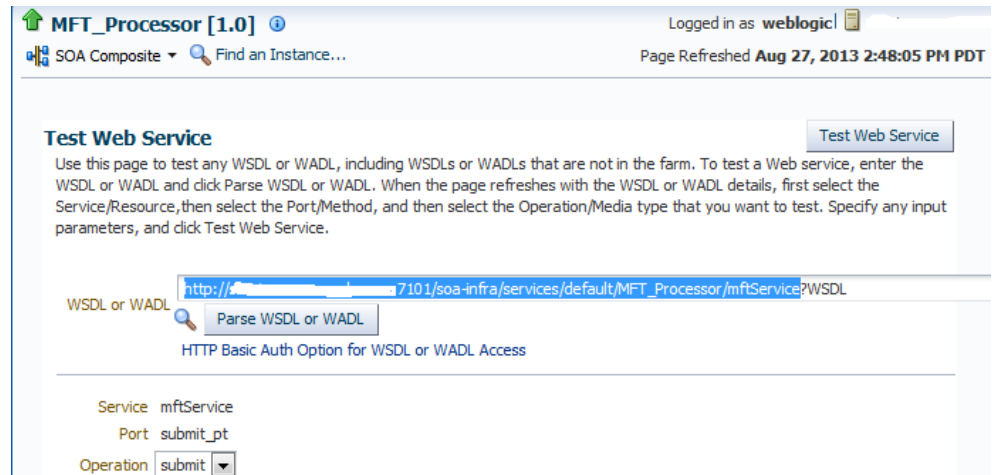 MFT_Processor [1.0]
Logged in as weblogic
SOA Composite Find an Instance...
Page Refreshed Aug 27, 2013 2:48:05 PM PDT
Test Web Service
Test Web Service
Use this page to test any WSDL or WADL, including WSDLs or WADLs that are not in the farm. To test a Web service, enter the
WSDL or WADL and click Parse WSDL or WADL. When the page refreshes with the WSDL or WADL details, first select the
Service/Resource,then select the Port/Method, and then select the Operation/Media type that you want to test. Specify any input
parameters, and click Test Web Service.
WSDL or WADL
http:// 7101/soa-infra/services/default/MFT_Processor/mftService?WSDL
Parse WSDL or WADL
HTTP Basic Auth Option for WSDL or WADL Access
Service mftService
Port submit_pt
Operation submit